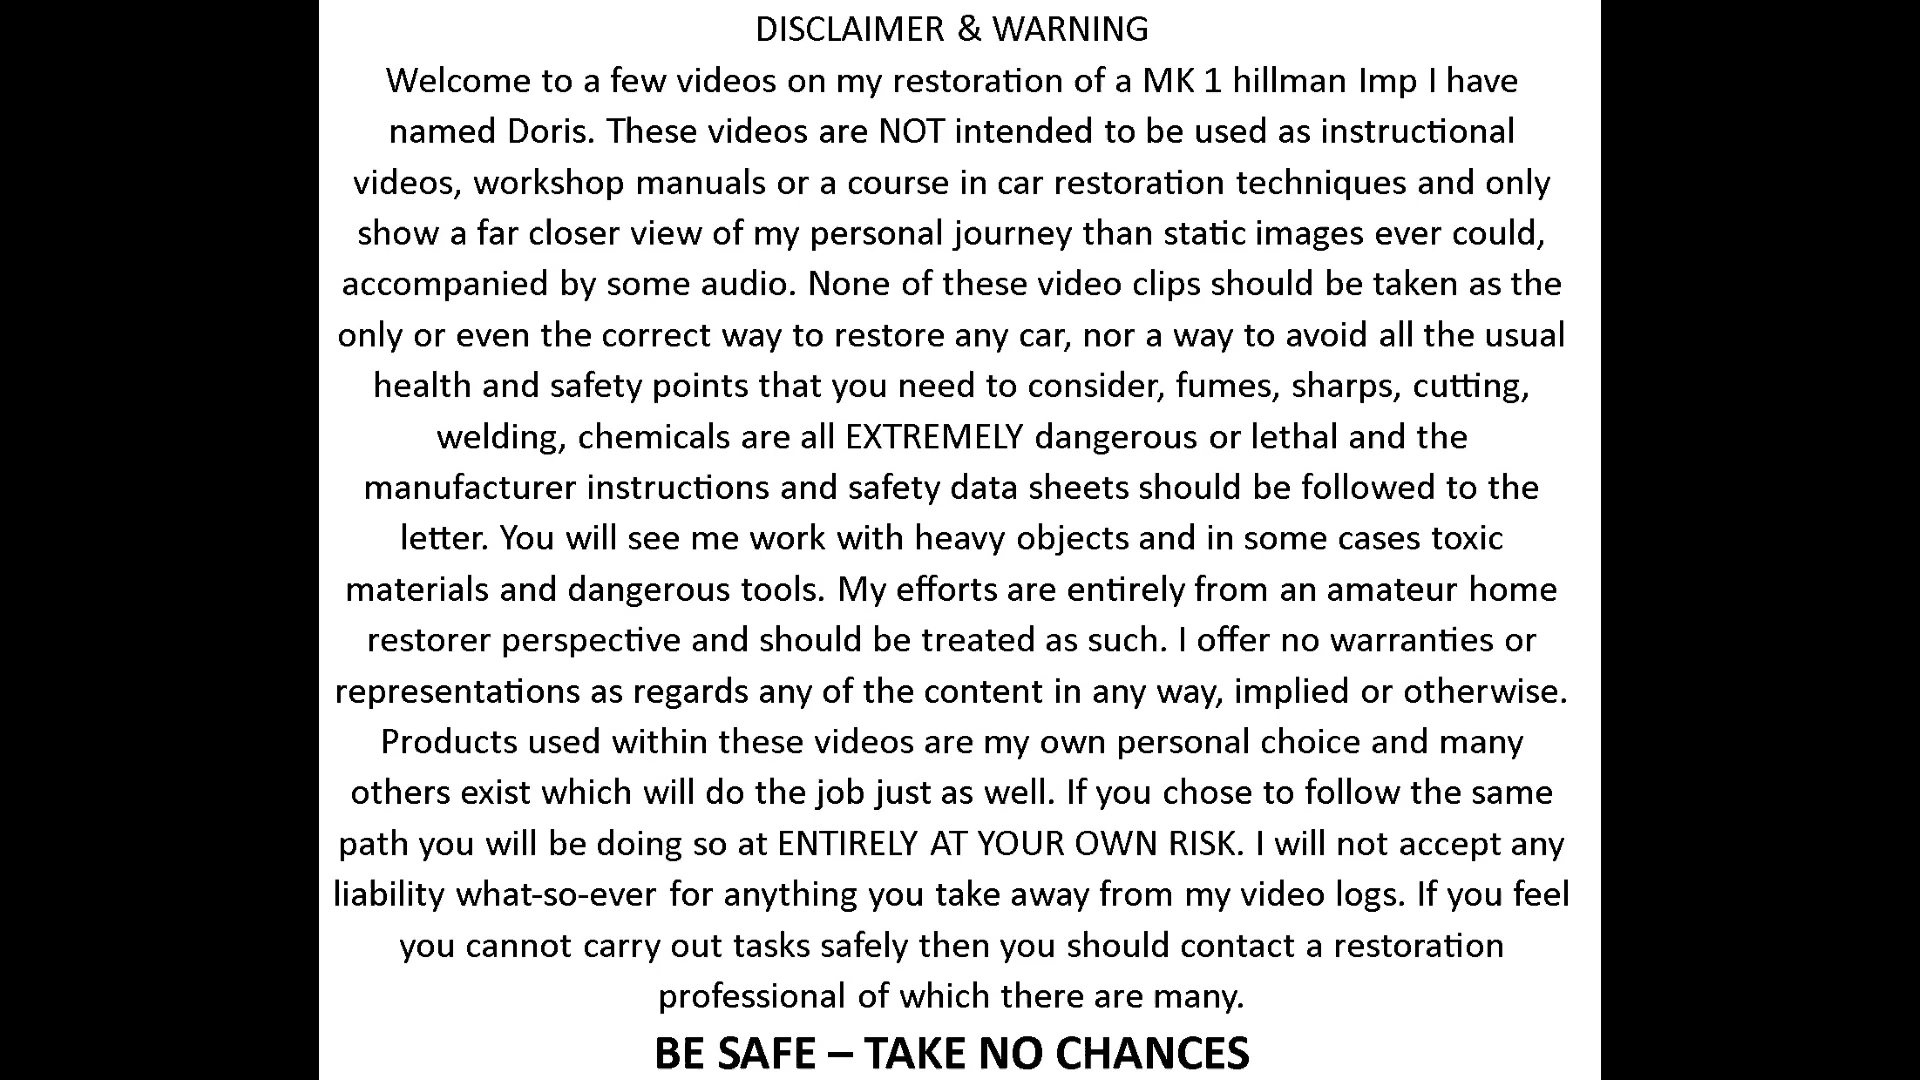 DISCLAIMER & WARNING
Welcome to a few videos on my restoration of a MK 1 hillman Imp I have
named Doris. These videos are NOT intended to be used as instructional
videos, workshop manuals or a course in car restoration techniques and only
show a far closer view of my personal journey than static images ever could,
accompanied by some audio. None of these video clips should be taken as the
only or even the correct way to restore any car, nor a way to avoid all the usual
health and safety points that you need to consider, fumes, sharps, cutting,
welding, chemicals are all EXTREMELY dangerous or lethal and the
manufacturer instructions and safety data sheets should be followed to the
letter. You will see me work with heavy objects and in some cases toxic
materials and dangerous tools. My efforts are entirely from an amateur home
restorer perspective and should be treated as such. I offer no warranties or
representations as regards any of the content in any way, implied or otherwise.
Products used within these videos are my own personal choice and many
others exist which will do the job just as well. If you chose to follow the same
path you will be doing so at ENTIRELY AT YOUR OWN RISK. I will not accept any
liability what-so-ever for anything you take away from my video logs. If you feel
you cannot carry out tasks safely then you should contact a restoration
professional of which there are many.
BE SAFE – TAKE NO CHANCES